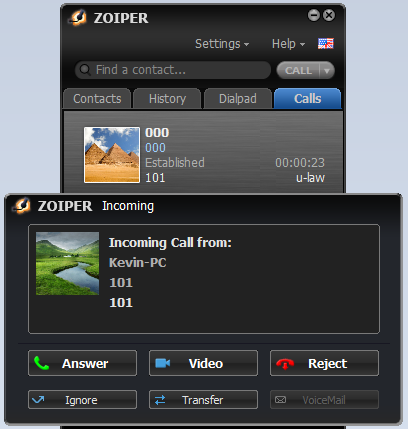 ZOIPER
Settings Help
Find a contact... CALL
Contacts History Dialpad Calls
000
000
Established 00:00:23
101 u-law
ZOIPER Incoming
Incoming Call from:
Kevin-PC
101
101
Answer Video Reject
Ignore Transfer VoiceMail